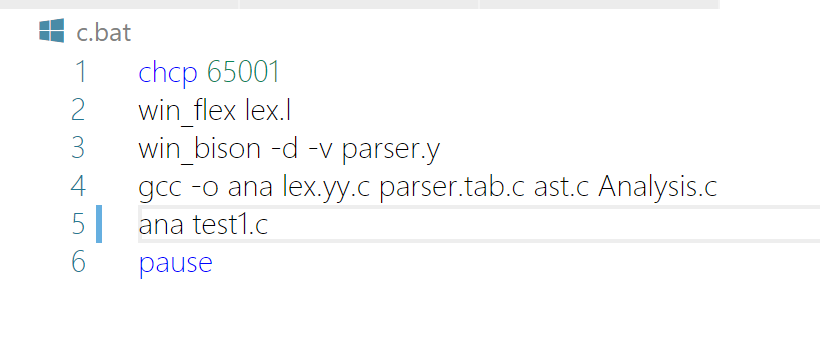 c.bat
1 chcp 65001
2 win_flex lex.l
3 win_bison -d -v parser.y
4 gcc -o ana lex.yy.c parser.tab.c ast.c Analysis.c
5 ana test1.c
6 pause